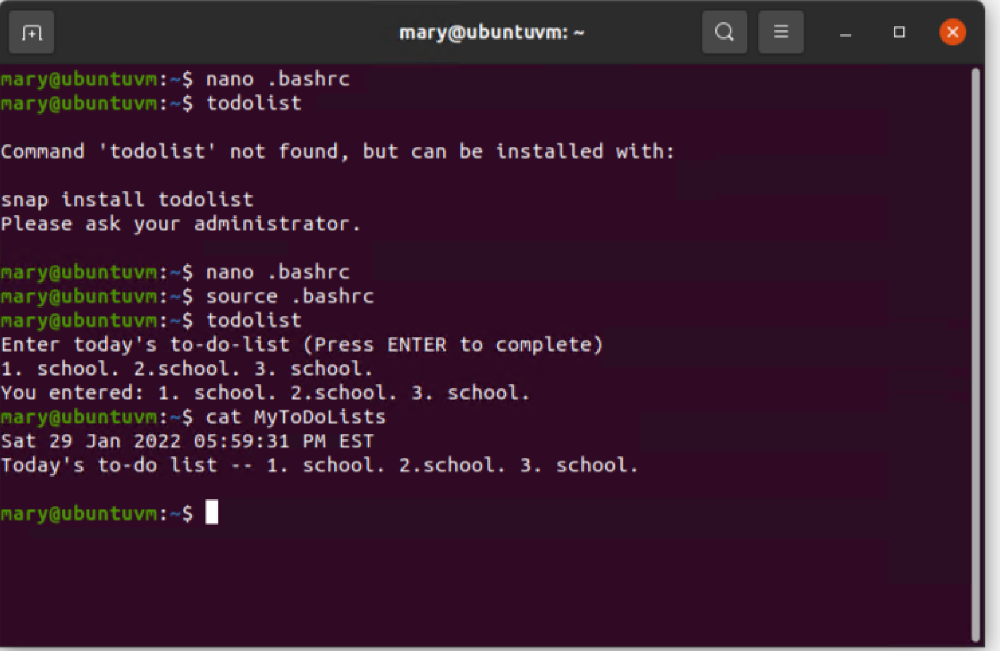 mary@ubuntuvm: ~
mary@ubuntuvm:~$ nano .bashrc
mary@ubuntuvm:~$ todolist
Command 'todolist' not found, but can be installed with:
snap install todolist
Please ask your administrator.
mary@ubuntuvm:~$ nano .bashrc
mary@ubuntuvm:~$ source .bashrc
mary@ubuntuvm:~$ todolist
Enter today's to-do-list (Press ENTER to complete)
1. school. 2.school. 3. school.
You entered: 1. school. 2.school. 3. school.
mary@ubuntuvm:~$ cat MyToDoLists
Sat 29 Jan 2022 05:59:31 PM EST
Today's to-do list -- 1. school. 2.school. 3. school.
mary@ubuntuvm:~$